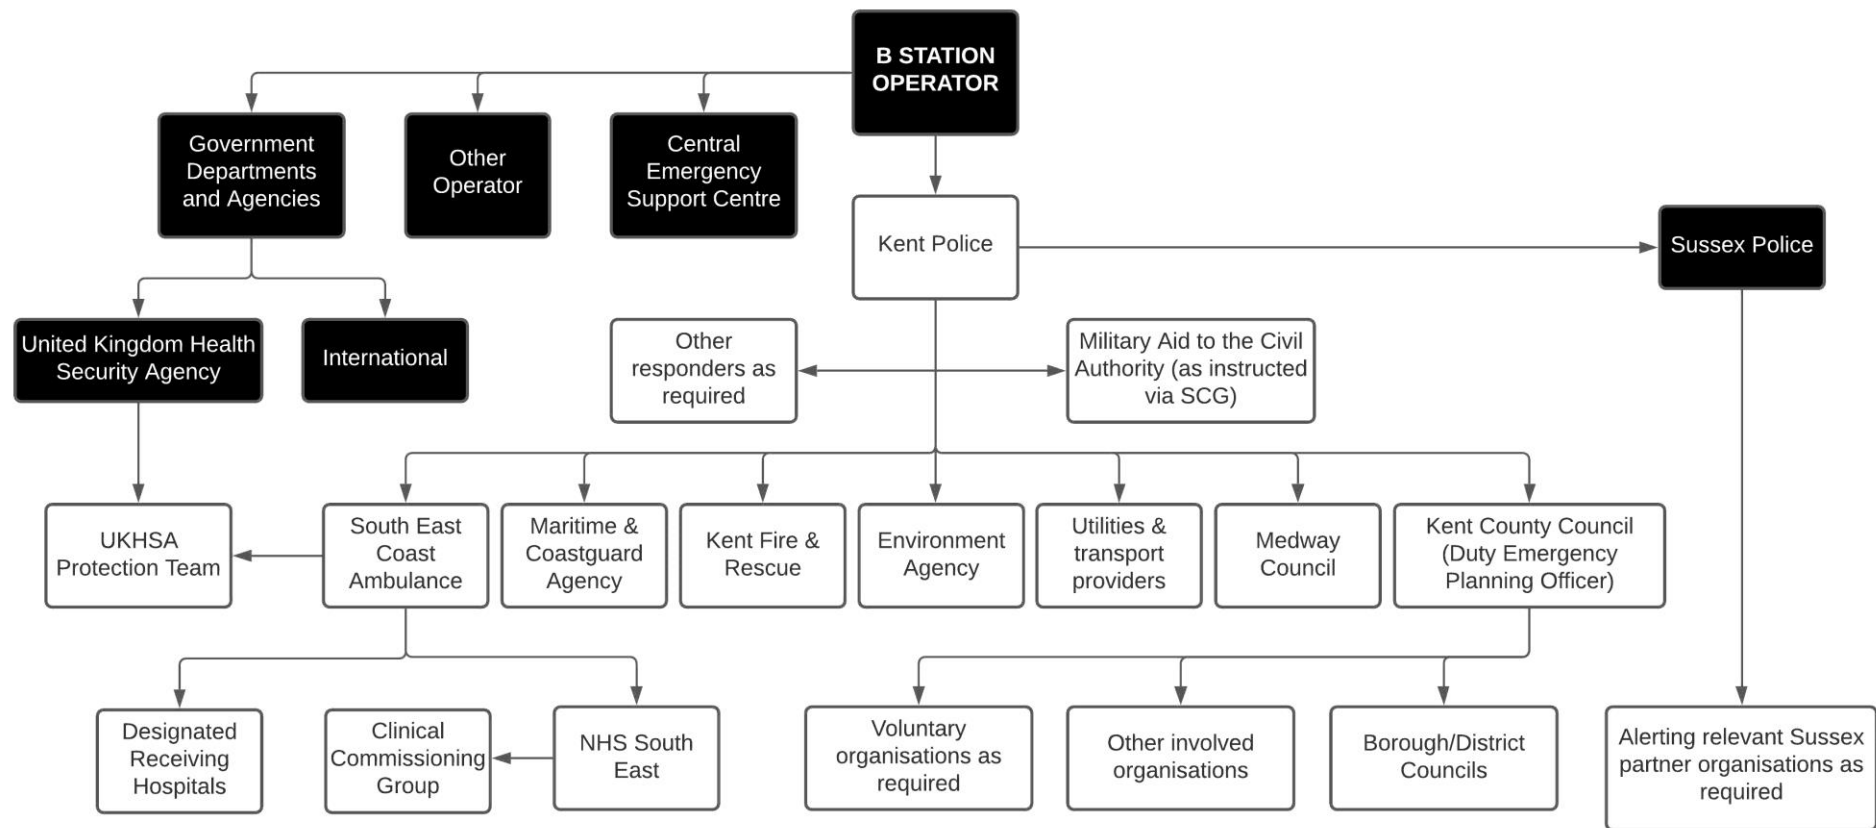 B STATION
OPERATOR
Government
Departments
and Agencies
Other
Operator
Central
Emergency
Support Centre
Kent Police
Sussex Police
United Kingdom Health
Security Agency
International
Other
responders as
required
Military Aid to the Civil
Authority (as instructed
via SCG)
UKHSA
Protection Team
South East
Coast
Ambulance
Maritime &
Coastguard
Agency
Kent Fire &
Rescue
Environment
Agency
Utilities &
transport
providers
Medway
Council
Kent County Council
(Duty Emergency
Planning Officer)
Designated
Receiving
Hospitals
Clinical
Commissioning
Group
NHS South
East
Voluntary
organisations as
required
Other involved
organisations
Borough/District
Councils
Alerting relevant Sussex
partner organisations as
required